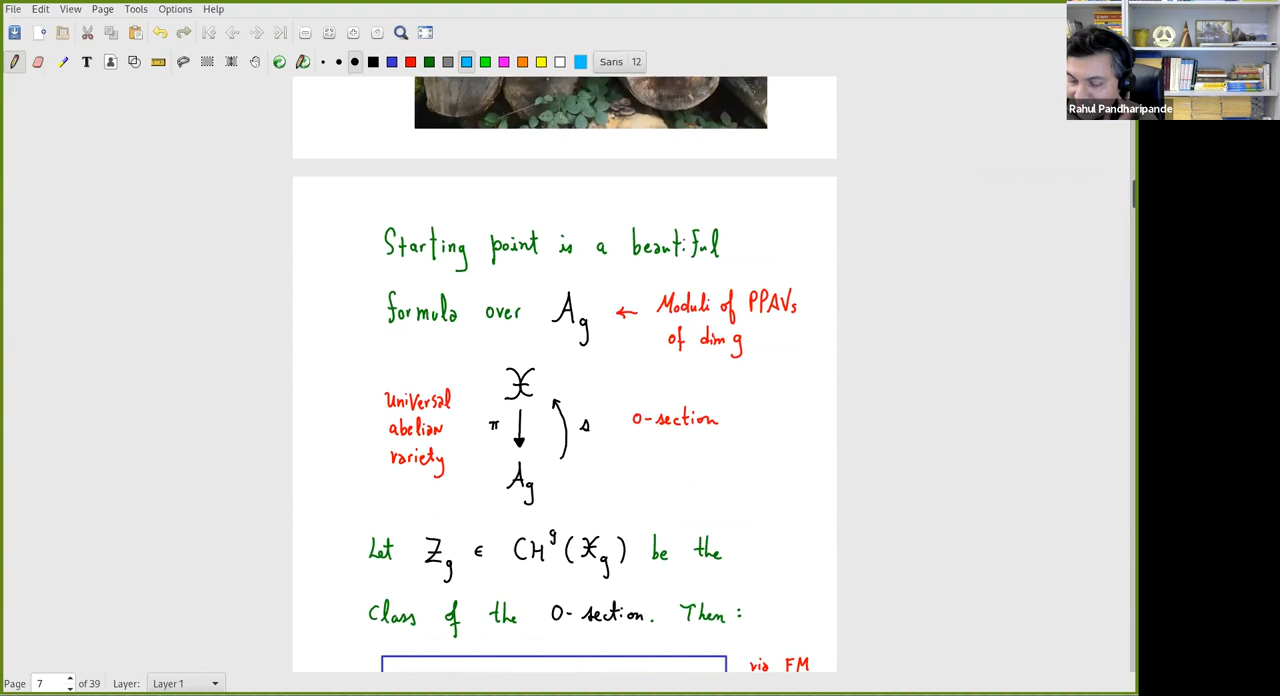 File Edit View Page Tools Options Help
Sans 12
Rahul Pandharipande
Starting point is a beautiful
formula over A_g ← Moduli of PPAVs
of dim g
X
Universal
abelian
variety
π ↓ s
0-section
A_g
Let Z_g ∈ CH^g(X_g) be the
class of the 0-section. Then:
via FM
Page 7 of 39 Layer: Layer 1